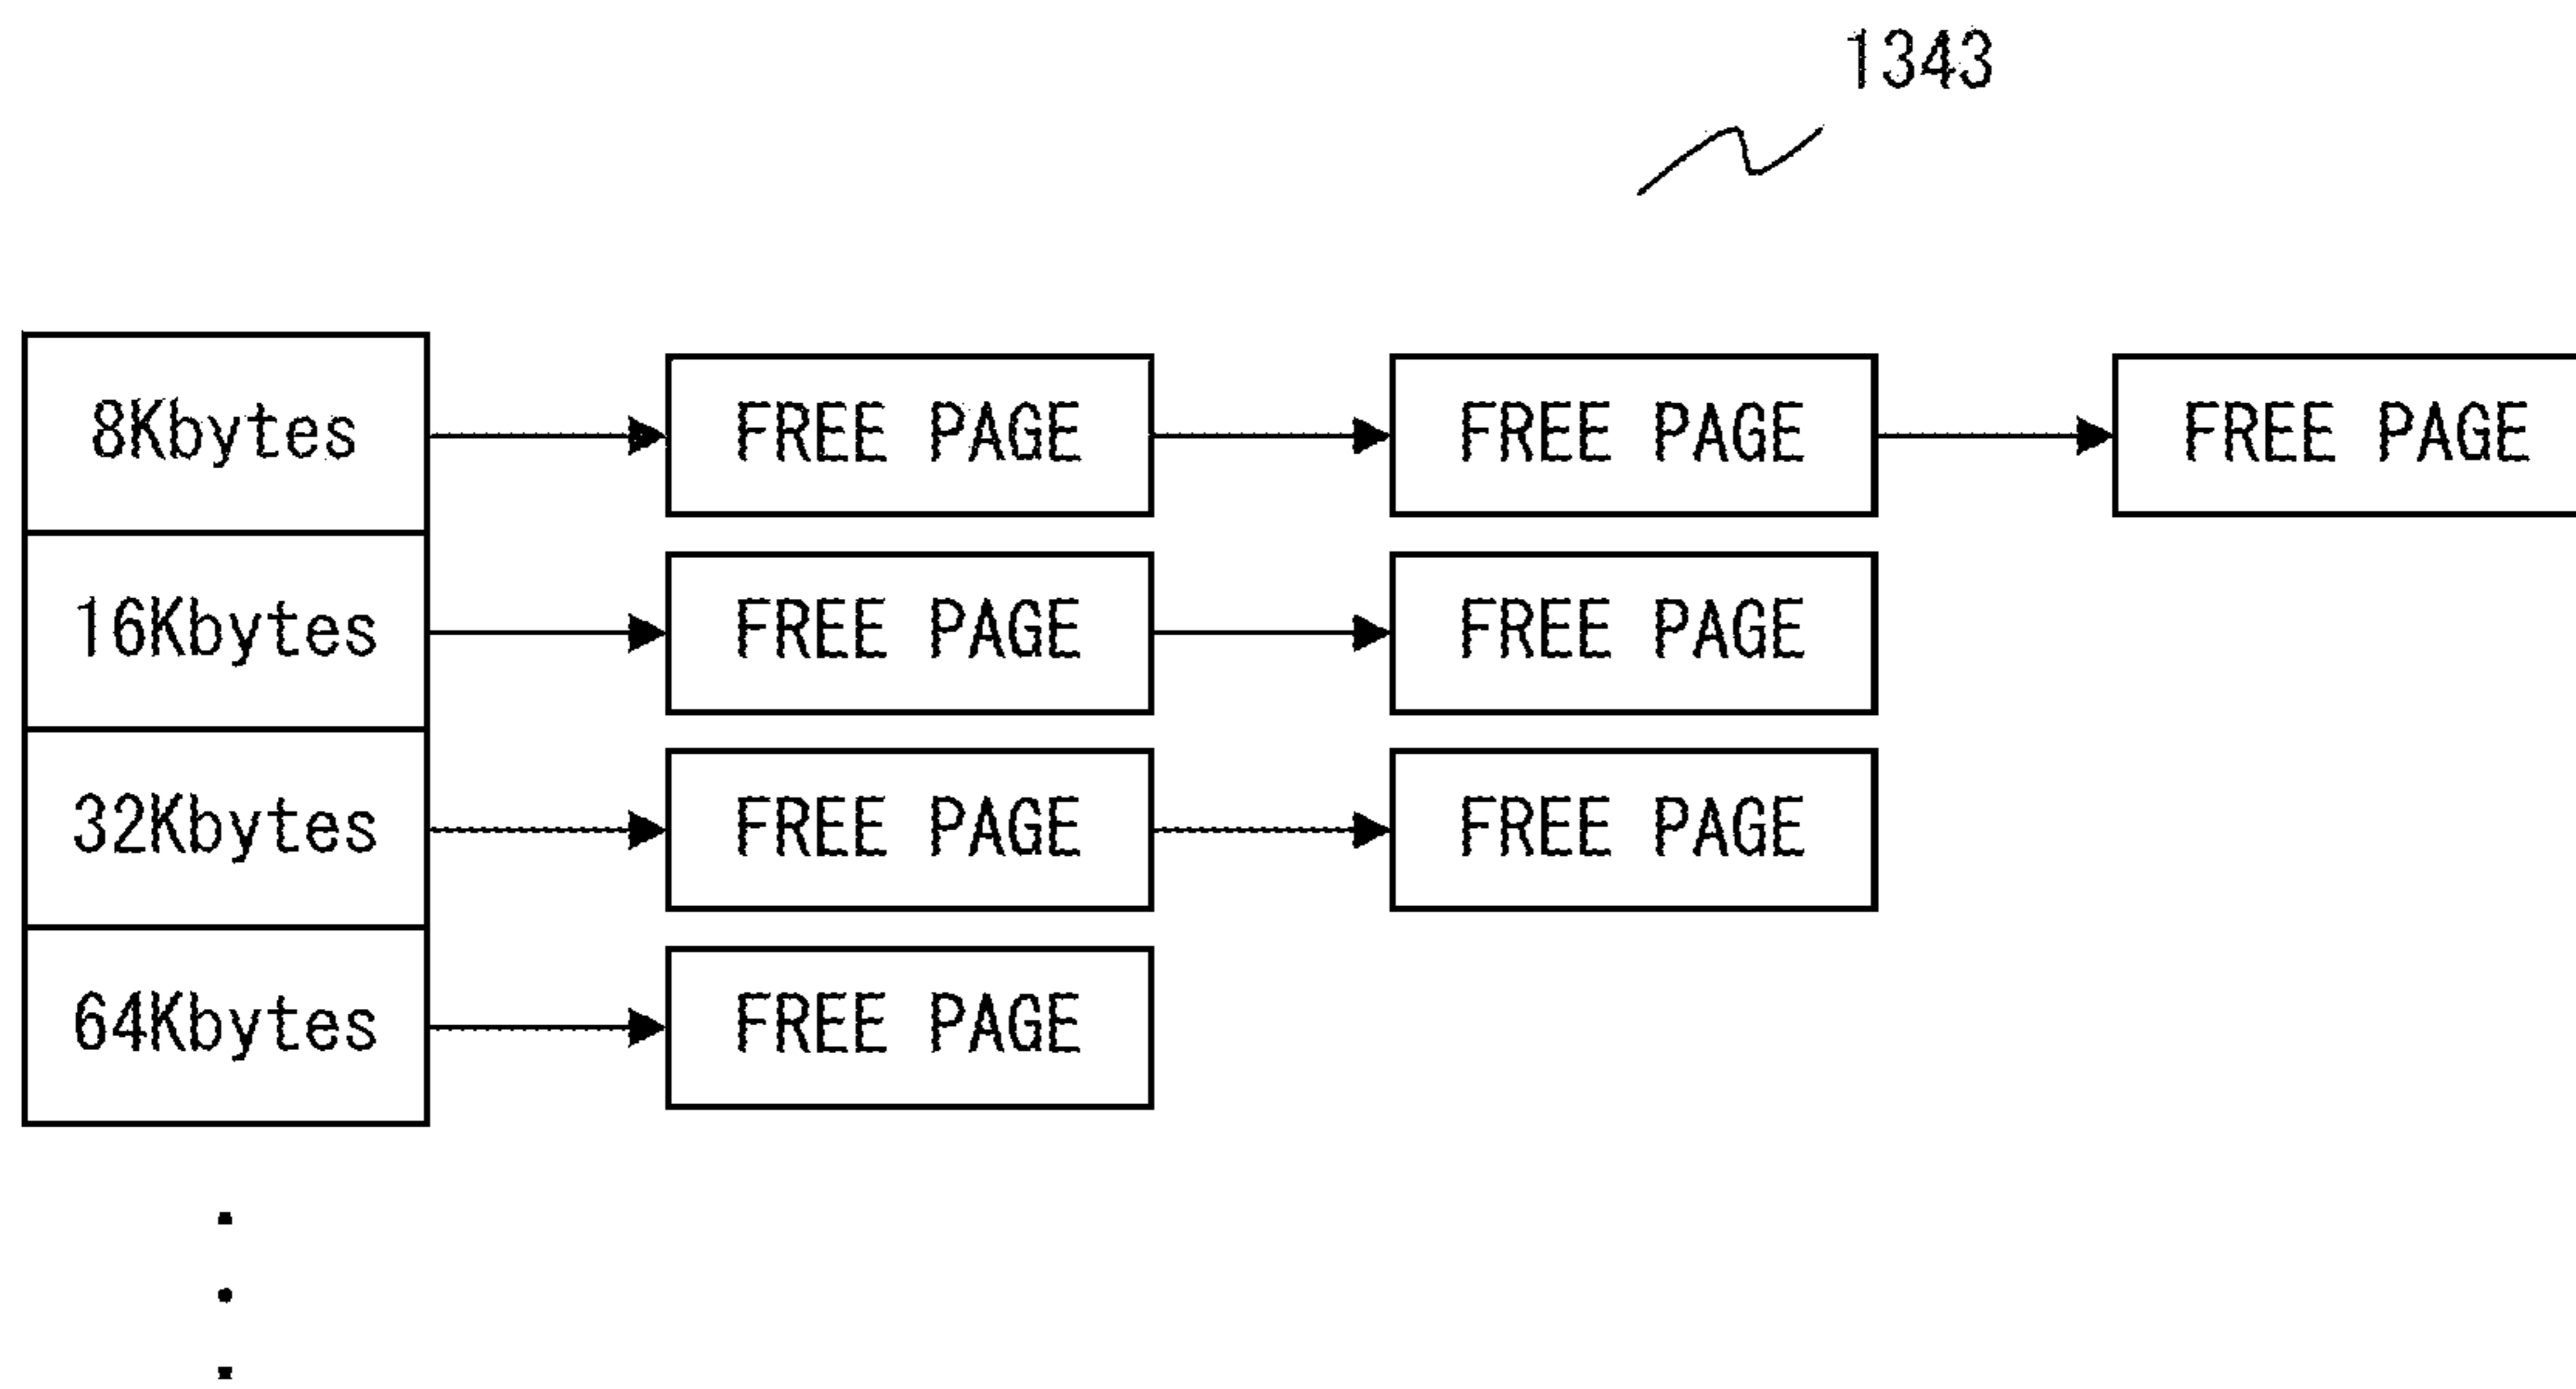 1343
8Kbytes FREE PAGE FREE PAGE FREE PAGE
16Kbytes FREE PAGE FREE PAGE
32Kbytes FREE PAGE FREE PAGE
64Kbytes FREE PAGE